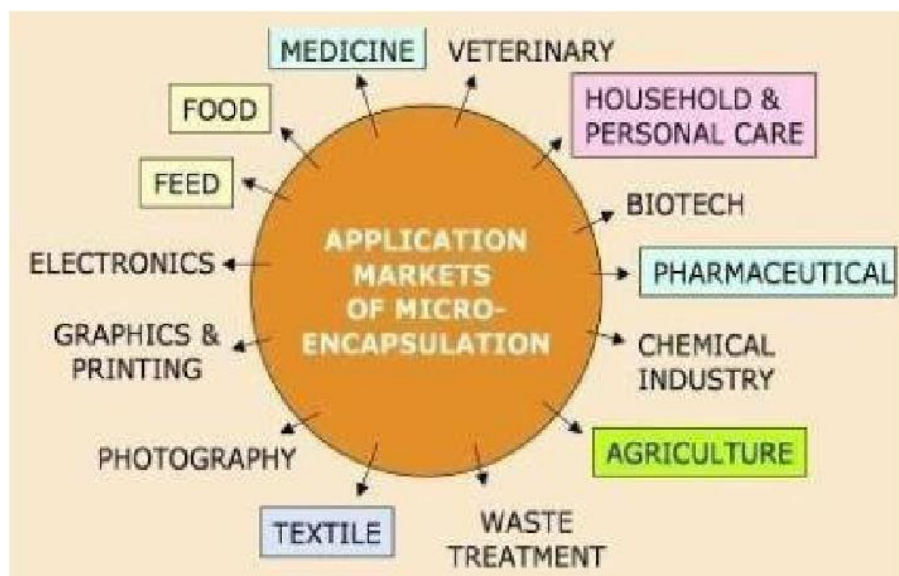 MEDICINE
VETERINARY
HOUSEHOLD &
PERSONAL CARE
FOOD
FEED
BIOTECH
ELECTRONICS
PHARMACEUTICAL
APPLICATION
MARKETS
OF MICRO-
ENCAPSULATION
GRAPHICS &
PRINTING
CHEMICAL
INDUSTRY
PHOTOGRAPHY
AGRICULTURE
TEXTILE
WASTE
TREATMENT